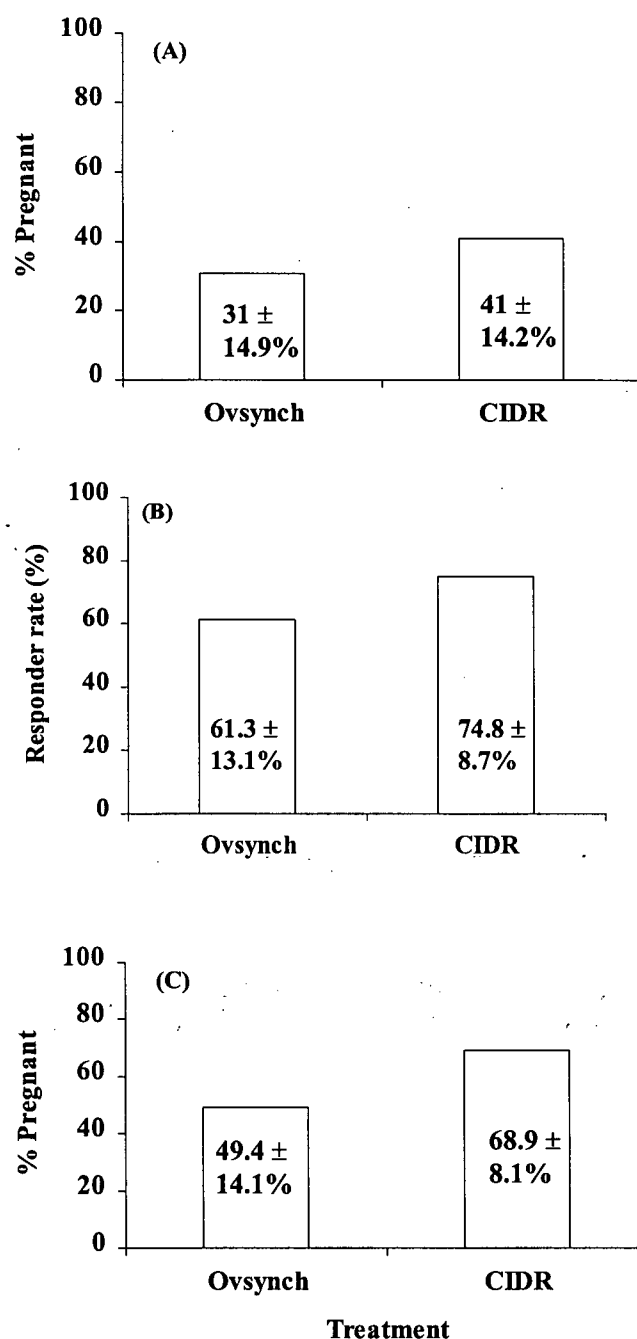 (A)
% Pregnant
100
80
60
40
20
0
31 ±
14.9%
41 ±
14.2%
Ovsynch
CIDR
(B)
Responder rate (%)
100
80
60
40
20
0
61.3 ±
13.1%
74.8 ±
8.7%
Ovsynch
CIDR
(C)
% Pregnant
100
80
60
40
20
0
49.4 ±
14.1%
68.9 ±
8.1%
Ovsynch
CIDR
Treatment